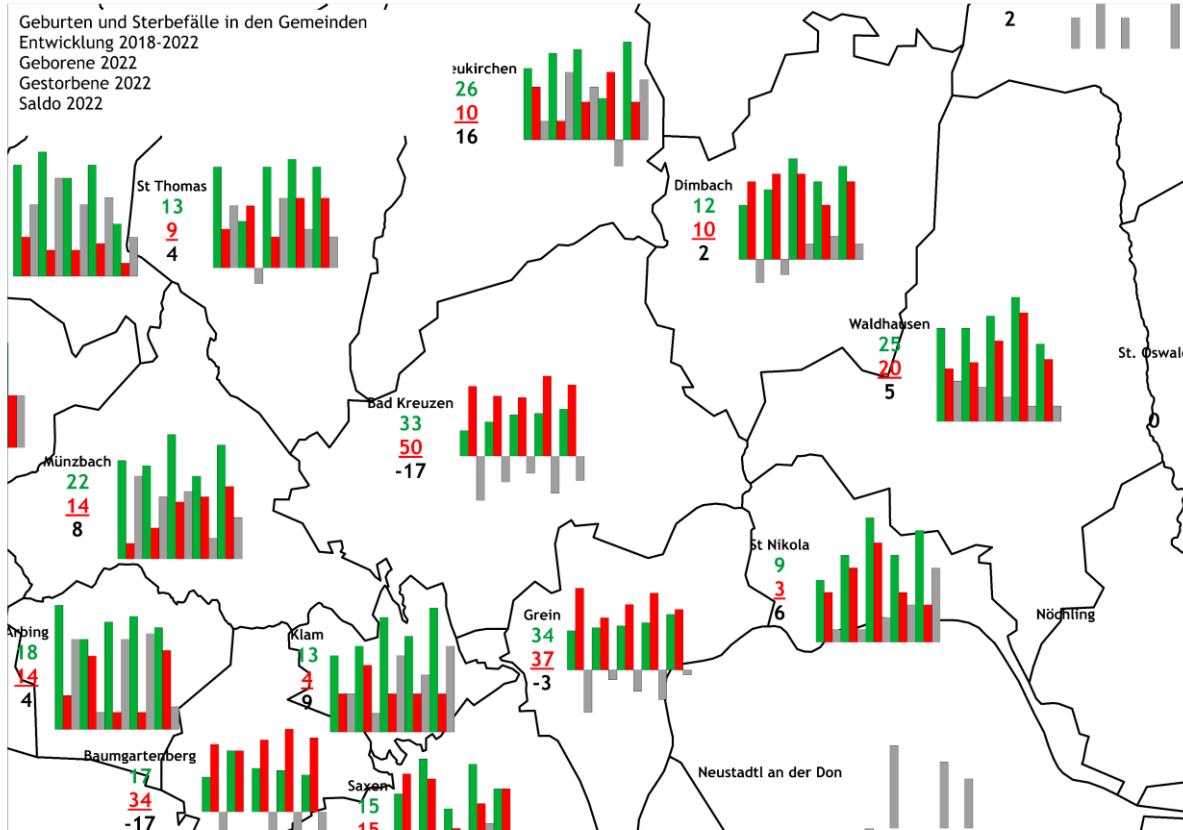 Geburten und Sterbefälle in den Gemeinden
Entwicklung 2018-2022
Geborene 2022
Gestorbene 2022
Saldo 2022
2
eukirchen
26
10
16
St Thomas
13
9
4
Dimbach
12
10
2
Waldhausen
25
20
5
St. Oswald
0
Bad Kreuzen
33
50
-17
Münzbach
22
14
8
St Nikola
9
3
6
Nöchling
Grein
34
37
-3
Arbing
18
14
4
Klam
13
4
9
Baumgartenberg
17
34
-17
Saxen
15
15
Neustadtl an der Don